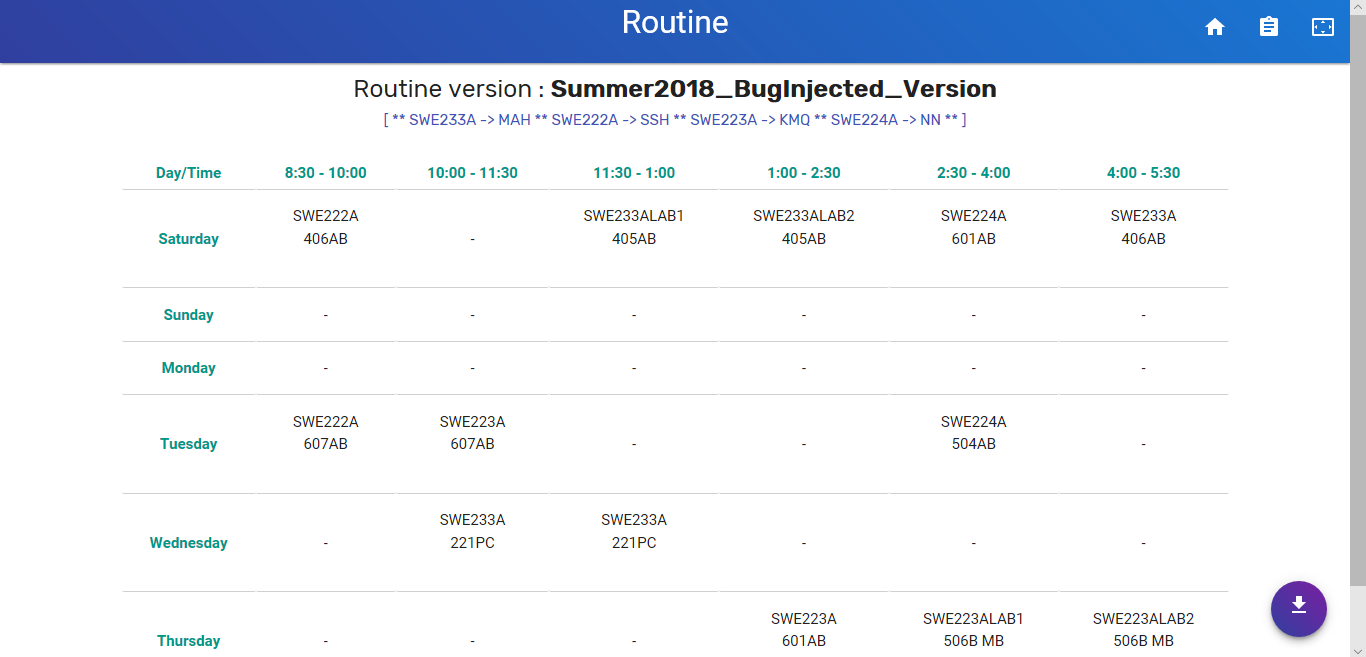 Routine
Routine version : Summer2018_BugInjected_Version
[ ** SWE233A -> MAH ** SWE222A -> SSH ** SWE223A -> KMQ ** SWE224A -> NN ** ]
Day/Time 8:30 - 10:00 10:00 - 11:30 11:30 - 1:00 1:00 - 2:30 2:30 - 4:00 4:00 - 5:30
SWE222A SWE233ALAB1 SWE233ALAB2 SWE224A SWE233A
Saturday 406AB - 405AB 405AB 601AB 406AB
Sunday - - - - - -
Monday - - - - - -
SWE222A SWE223A SWE224A
Tuesday 607AB 607AB - - 504AB -
SWE233A SWE233A
Wednesday - 221PC 221PC - - -
SWE223A SWE223ALAB1 SWE223ALAB2
Thursday - - - 601AB 506B MB 506B MB